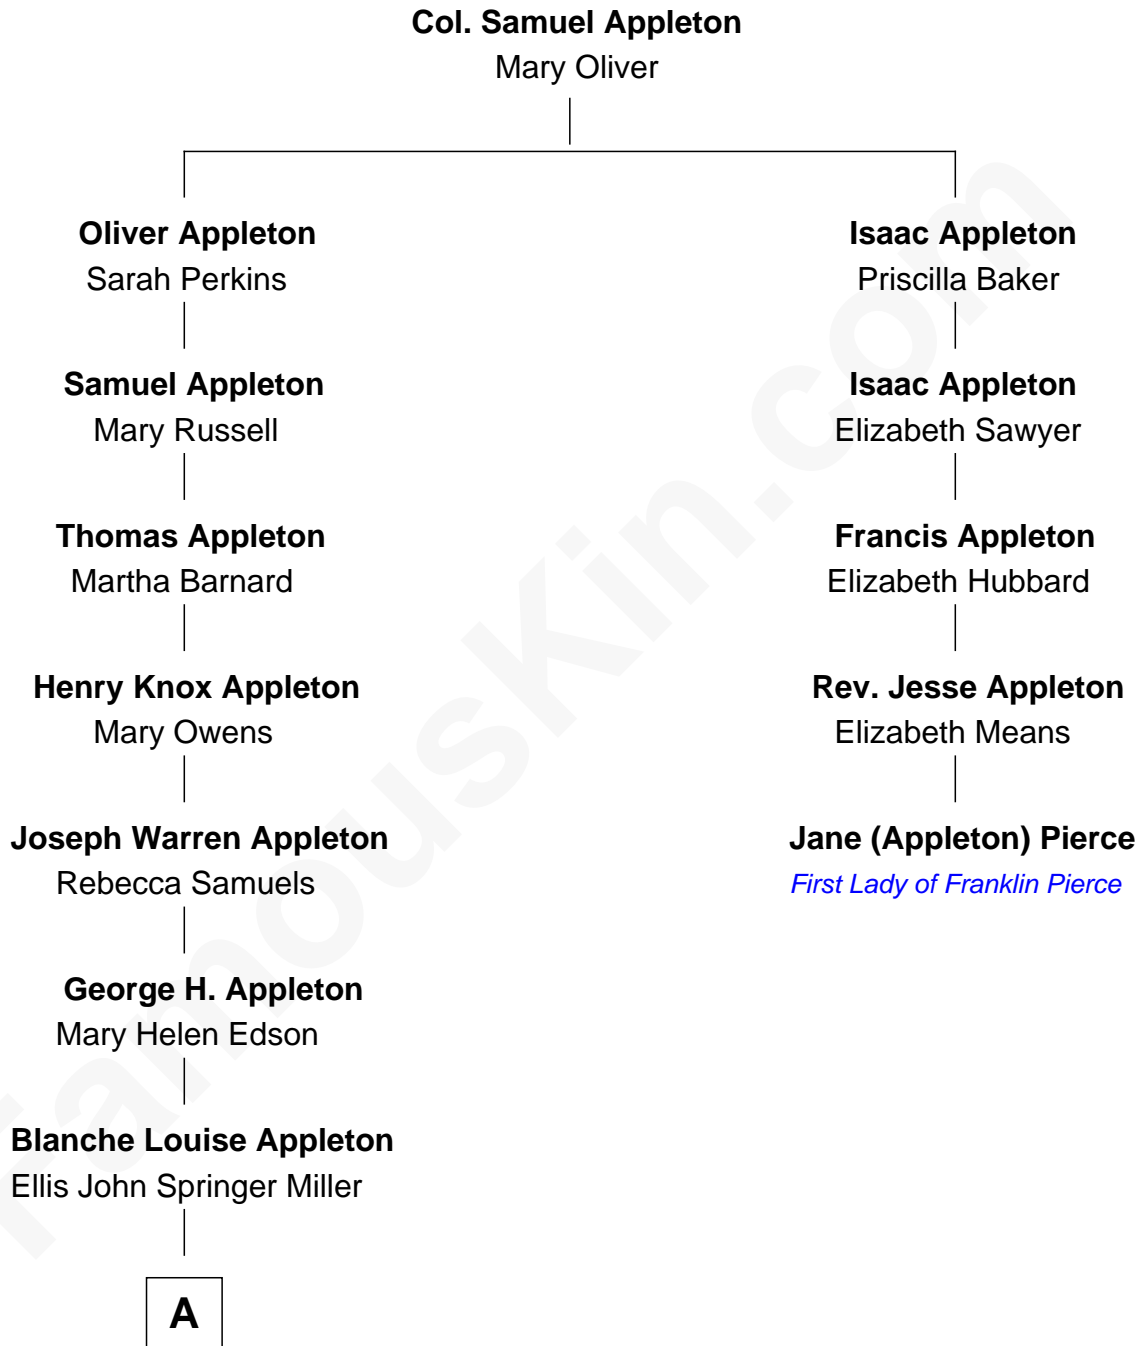 Col. Samuel Appleton
Mary Oliver
Oliver Appleton
Sarah Perkins
Isaac Appleton
Priscilla Baker
Samuel Appleton
Mary Russell
Isaac Appleton
Elizabeth Sawyer
Thomas Appleton
Martha Barnard
Francis Appleton
Elizabeth Hubbard
Henry Knox Appleton
Mary Owens
Rev. Jesse Appleton
Elizabeth Means
Joseph Warren Appleton
Rebecca Samuels
Jane (Appleton) Pierce
First Lady of Franklin Pierce
George H. Appleton
Mary Helen Edson
Blanche Louise Appleton
Ellis John Springer Miller
A
FamousKin.com